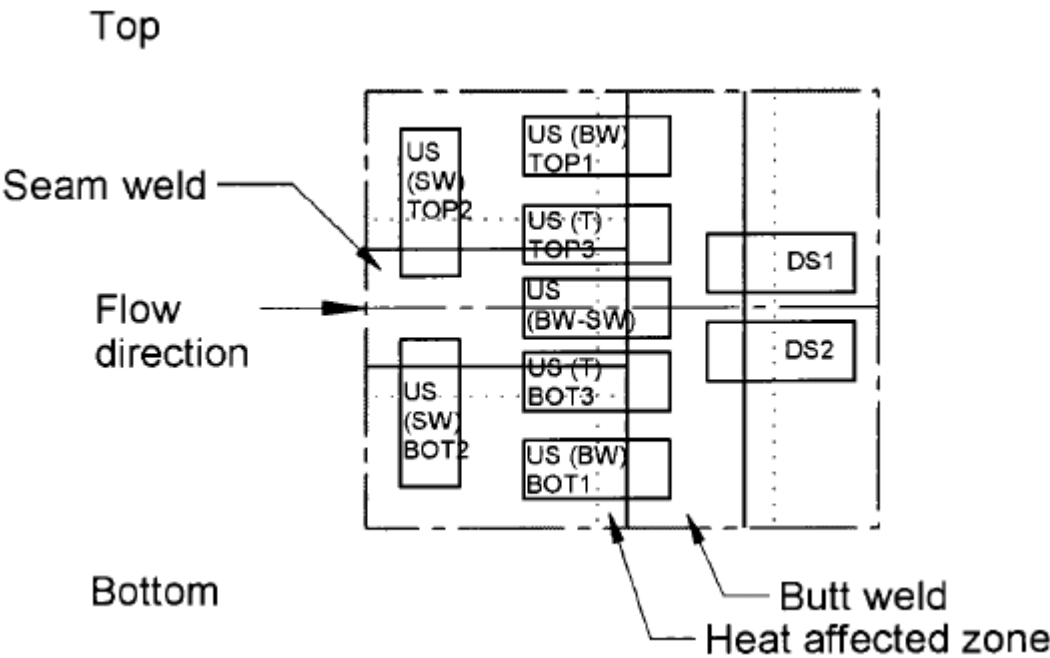 Top
US
(SW)
TOP2
US (BW)
TOP1
Seam weld
US (T)
TOP3
DS1
US
(BW-SW)
Flow
direction
US
(SW)
BOT2
US (T)
BOT3
DS2
US (BW)
BOT1
Bottom
Butt weld
Heat affected zone